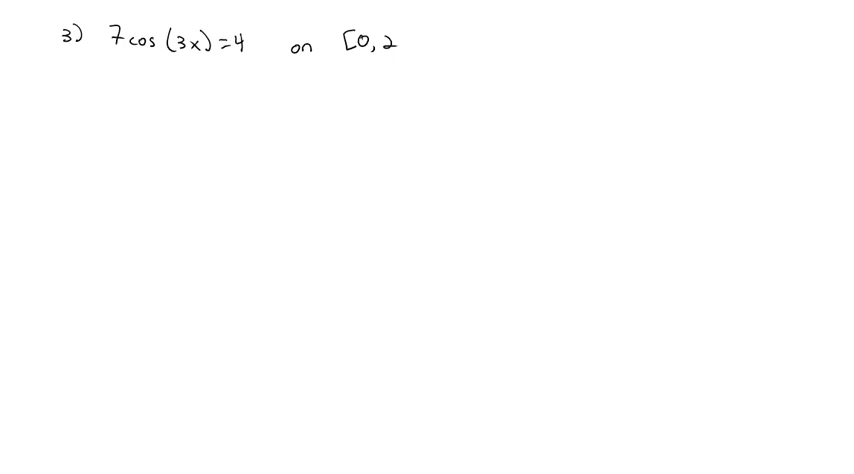 3) 7cos(3x)=4 on [0, 2